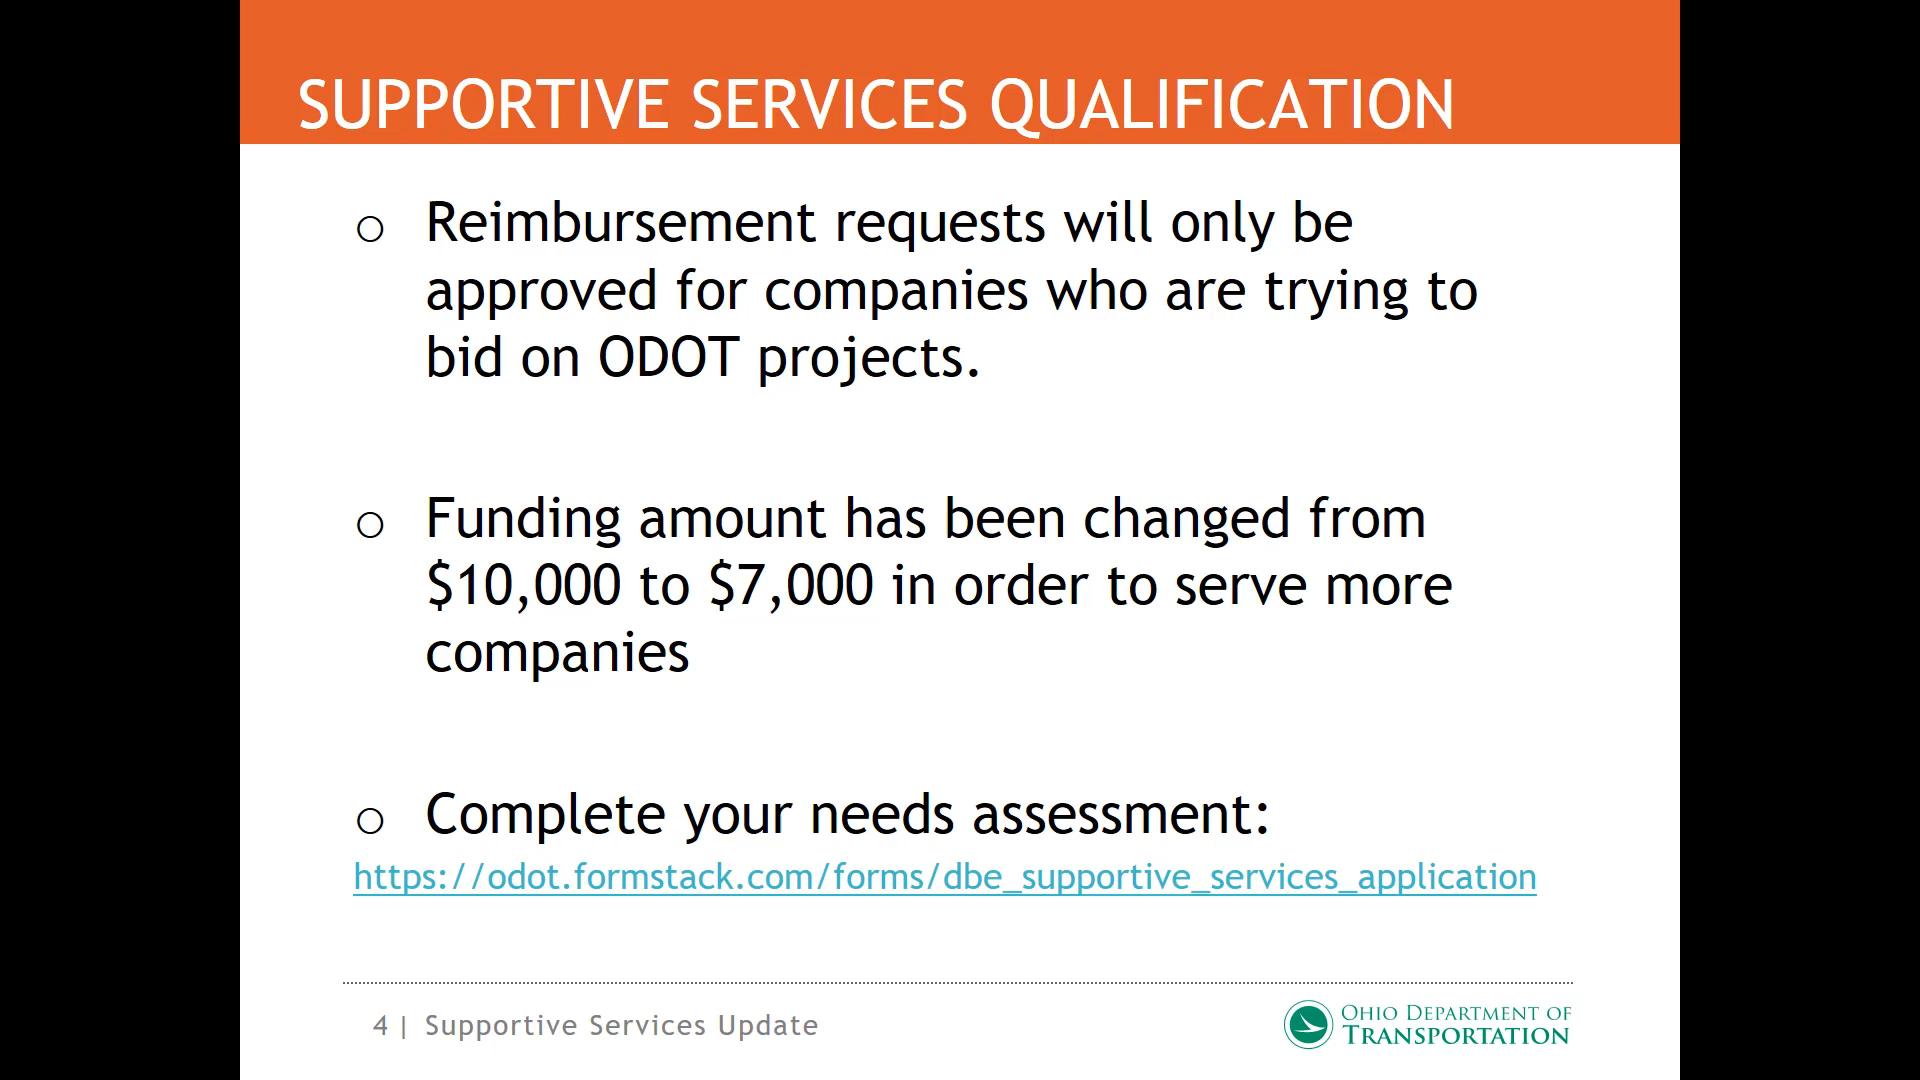 SUPPORTIVE SERVICES QUALIFICATION
o Reimbursement requests will only be
approved for companies who are trying to
bid on ODOT projects.
o Funding amount has been changed from
$10,000 to $7,000 in order to serve more
companies
o Complete your needs assessment:
https://odot.formstack.com/forms/dbe_supportive_services_application
4 | Supportive Services Update
OHIO DEPARTMENT OF
TRANSPORTATION